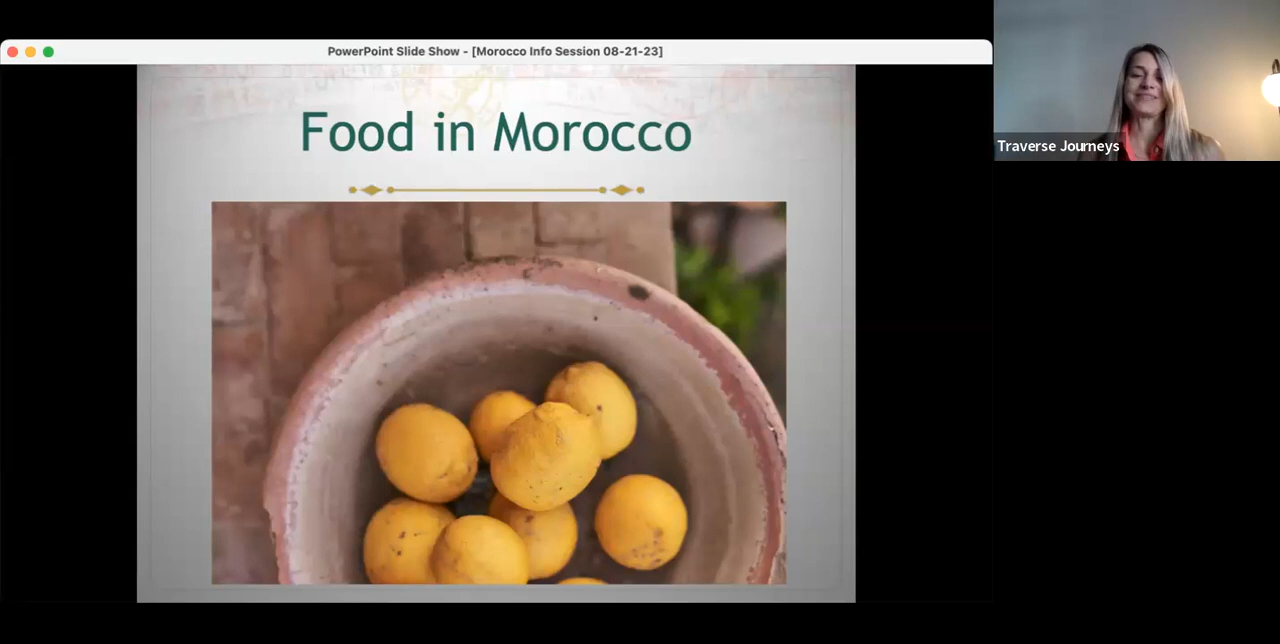 PowerPoint Slide Show - [Morocco Info Session 08-21-23]
Food in Morocco
Traverse Journeys